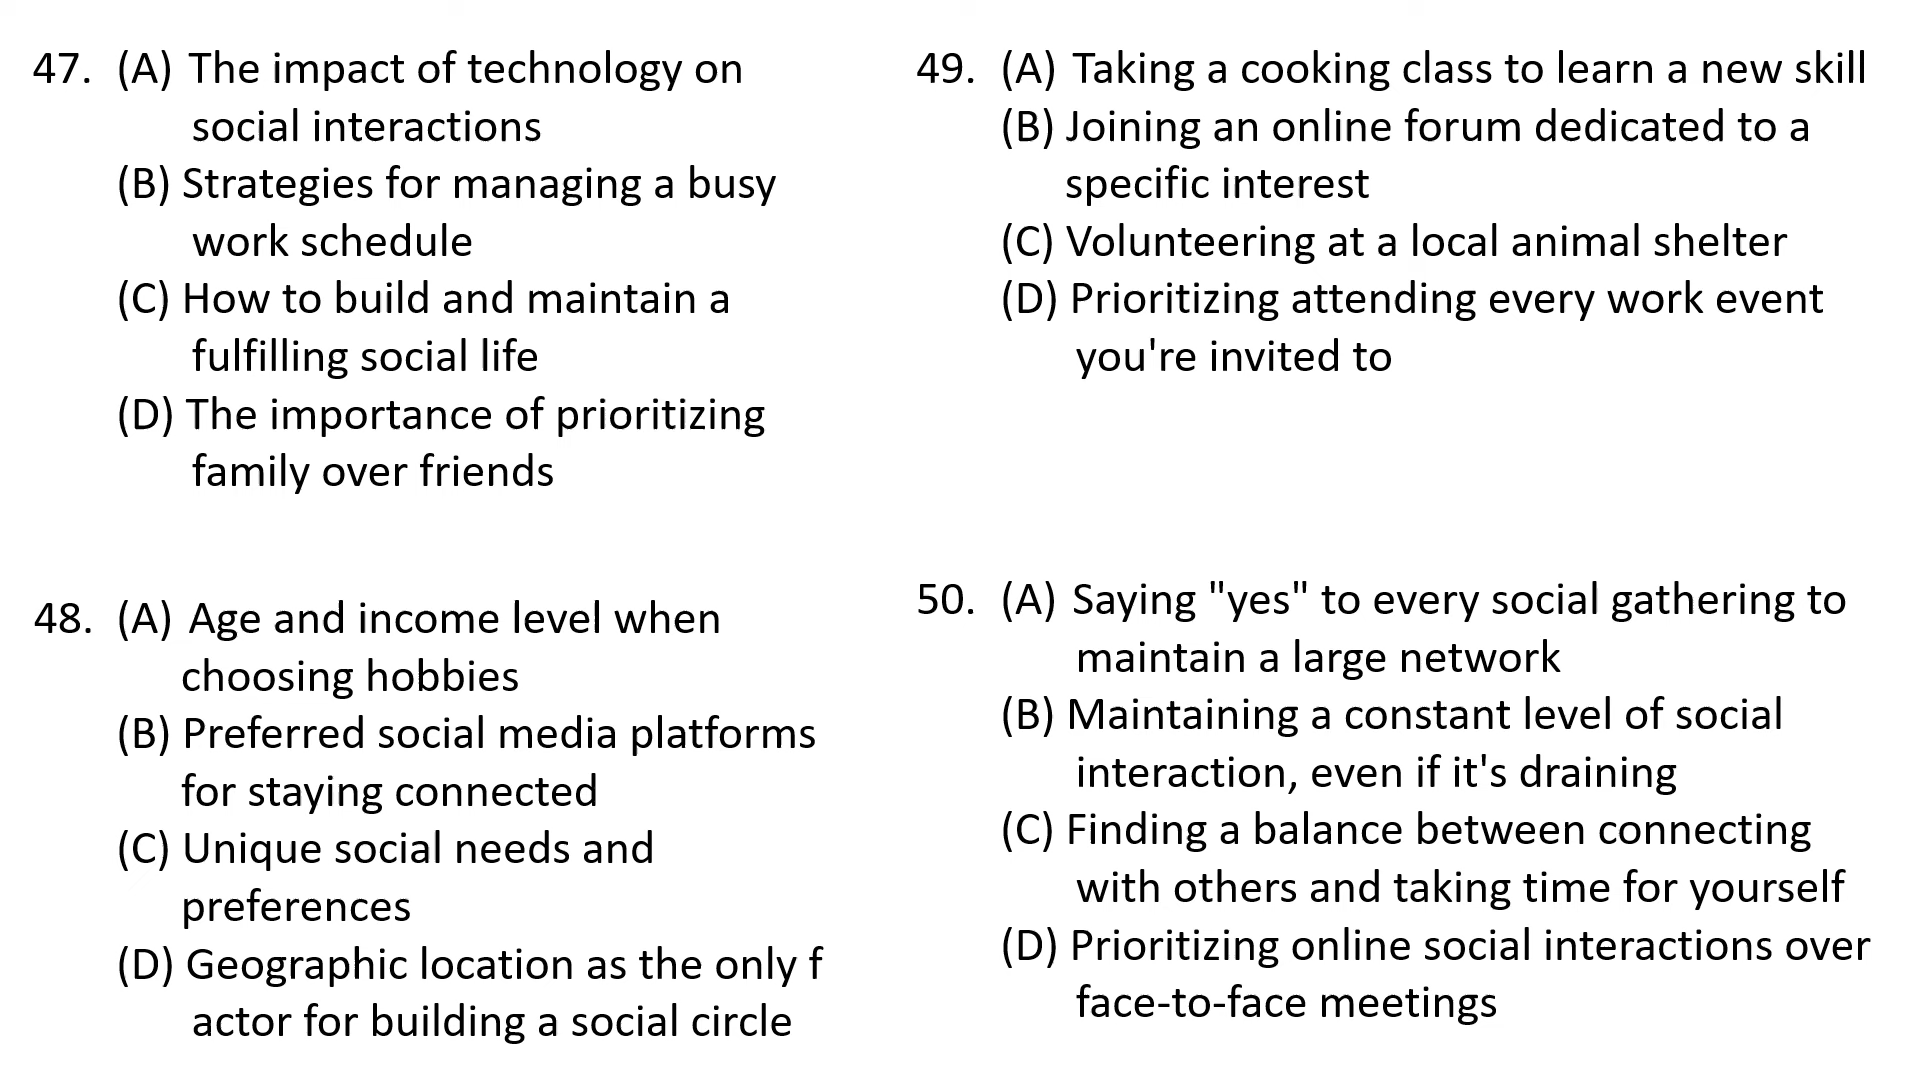 47. (A) The impact of technology on
social interactions
(B) Strategies for managing a busy
work schedule
(C) How to build and maintain a
fulfilling social life
(D) The importance of prioritizing
family over friends
48. (A) Age and income level when
choosing hobbies
(B) Preferred social media platforms
for staying connected
(C) Unique social needs and
preferences
(D) Geographic location as the only f
actor for building a social circle
49. (A) Taking a cooking class to learn a new skill
(B) Joining an online forum dedicated to a
specific interest
(C) Volunteering at a local animal shelter
(D) Prioritizing attending every work event
you're invited to
50. (A) Saying "yes" to every social gathering to
maintain a large network
(B) Maintaining a constant level of social
interaction, even if it's draining
(C) Finding a balance between connecting
with others and taking time for yourself
(D) Prioritizing online social interactions over
face-to-face meetings